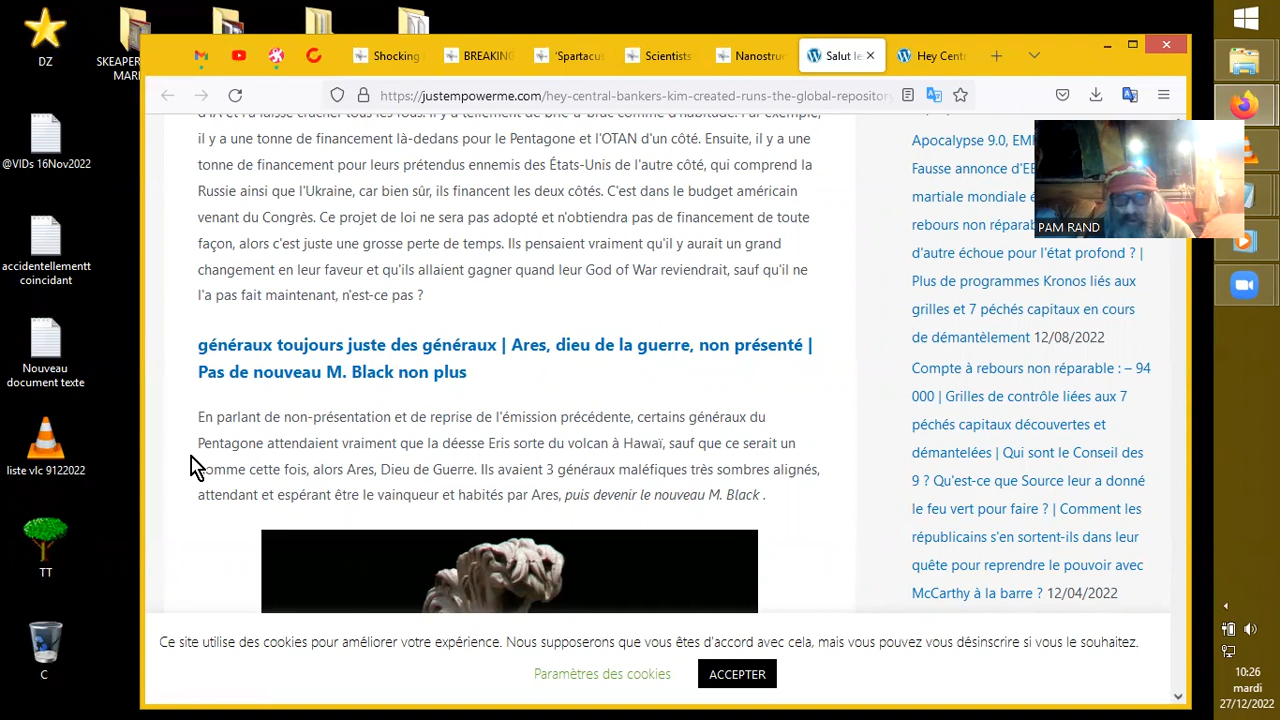 DZ
SKEAPER
MARI
@VIDs 16Nov2022
accidentellementt
coincidant
Nouveau
document texte
liste vlc 9122022
TT
C
Shocking
BREAKING
'Spartacus
Scientists
Nanostruc
Salut le
Hey Cent
https://justempowerme.com/hey-central-bankers-kim-created-runs-the-global-repository
il y a une tonne de financement là-dedans pour le Pentagone et l'OTAN d'un côté. Ensuite, il y a une
tonne de financement pour leurs prétendus ennemis des États-Unis de l'autre côté, qui comprend la
Russie ainsi que l'Ukraine, car bien sûr, ils financent les deux côtés. C'est dans le budget américain
venant du Congrès. Ce projet de loi ne sera pas adopté et n'obtiendra pas de financement de toute
façon, alors c'est juste une grosse perte de temps. Ils pensaient vraiment qu'il y aurait un grand
changement en leur faveur et qu'ils allaient gagner quand leur God of War reviendrait, sauf qu'il ne
l'a pas fait maintenant, n'est-ce pas ?
généraux toujours juste des généraux | Ares, dieu de la guerre, non présenté |
Pas de nouveau M. Black non plus
En parlant de non-présentation et de reprise de l'émission précédente, certains généraux du
Pentagone attendaient vraiment que la déesse Eris sorte du volcan à Hawaï, sauf que ce serait un
homme cette fois, alors Ares, Dieu de Guerre. Ils avaient 3 généraux maléfiques très sombres alignés,
attendant et espérant être le vainqueur et habités par Ares, puis devenir le nouveau M. Black .
Apocalypse 9.0, EM
Fausse annonce d'EB
martiale mondiale é
rebours non réparab
d'autre échoue pour l'état profond ? |
Plus de programmes Kronos liés aux
grilles et 7 péchés capitaux en cours
de démantèlement 12/08/2022
Compte à rebours non réparable : – 94
000 | Grilles de contrôle liées aux 7
péchés capitaux découvertes et
démantelées | Qui sont le Conseil des
9 ? Qu'est-ce que Source leur a donné
le feu vert pour faire ? | Comment les
républicains s'en sortent-ils dans leur
quête pour reprendre le pouvoir avec
McCarthy à la barre ? 12/04/2022
PAM RAND
Ce site utilise des cookies pour améliorer votre expérience. Nous supposerons que vous êtes d'accord avec cela, mais vous pouvez vous désinscrire si vous le souhaitez.
Paramètres des cookies
ACCEPTER
10:26
mardi
27/12/2022